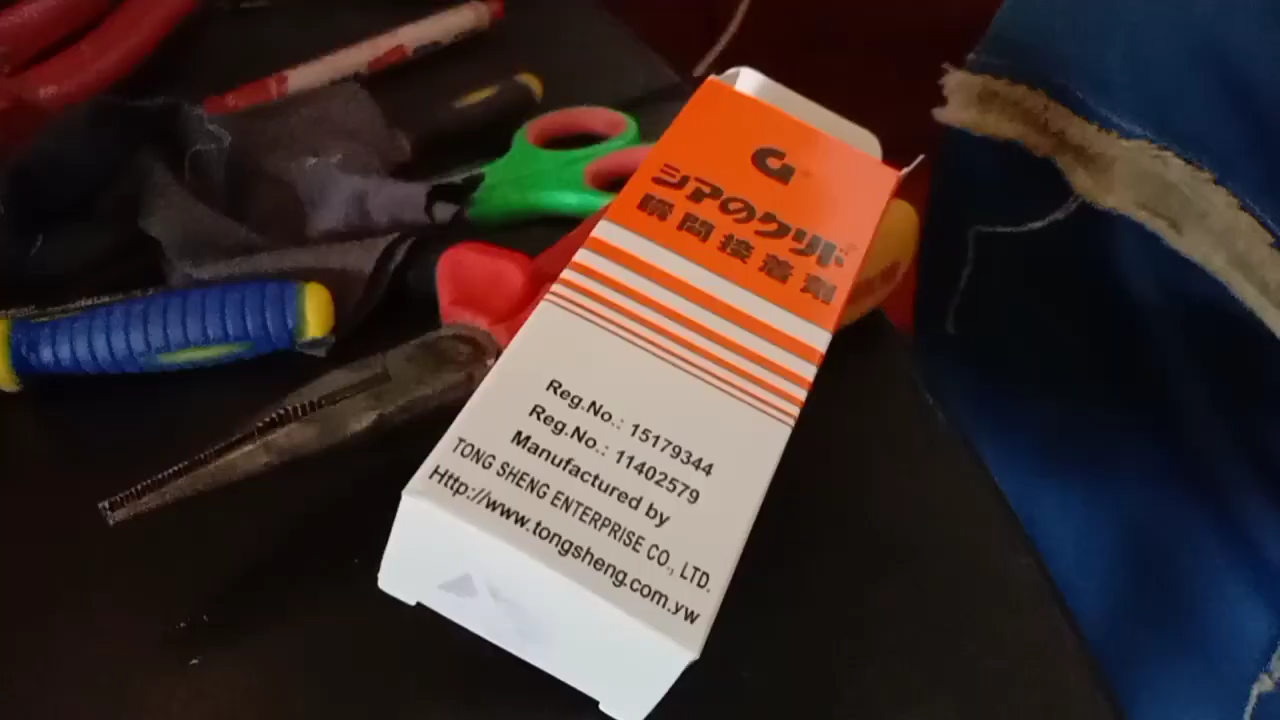 G
シアのクリド
瞬間接着剤
Reg.No.: 15179344
Reg.No.: 11402579
Manufactured by
TONG SHENG ENTERPRISE CO., LTD.
Http://www.tongsheng.com.yw